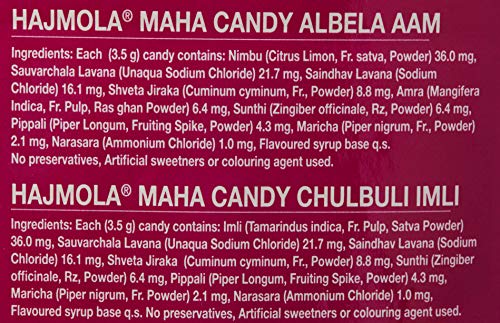 HAJMOLA® MAHA CANDY ALBELA AAM
Ingredients: Each (3.5 g) candy contains: Nimbu (Citrus Limon, Fr. satva, Powder) 36.0 mg,
Sauvarchala Lavana (Unaqua Sodium Chloride) 21.7 mg, Saindhav Lavana (Sodium
Chloride) 16.1 mg, Shveta Jiraka (Cuminum cyminum, Fr., Powder) 8.8 mg, Amra (Mangifera
Indica, Fr. Pulp, Ras ghan Powder) 6.4 mg, Sunthi (Zingiber officinale, Rz, Powder) 6.4 mg,
Pippali (Piper Longum, Fruiting Spike, Powder) 4.3 mg, Maricha (Piper nigrum, Fr., Powder)
2.1 mg, Narasara (Ammonium Chloride) 1.0 mg, Flavoured syrup base q.s.
No preservatives, Artificial sweetners or colouring agent used.
HAJMOLA® MAHA CANDY CHULBULI IMLI
Ingredients: Each (3.5 g) candy contains: Imli (Tamarindus indica, Fr. Pulp, Satva Powder)
36.0 mg, Sauvarchala Lavana (Unaqua Sodium Chloride) 21.7 mg, Saindhav Lavana (Sodium
Chloride) 16.1 mg, Shveta Jiraka (Cuminum cyminum, Fr., Powder) 8.8 mg, Sunthi (Zingiber
officinale, Rz, Powder) 6.4 mg, Pippali (Piper Longum, Fruiting Spike, Powder) 4.3 mg,
Maricha (Piper nigrum, Fr. Powder) 2.1 mg, Narasara (Ammonium Chloride) 1.0 mg,
Flavoured syrup base q.s. No preservatives, Artificial sweetners or colouring agent used.